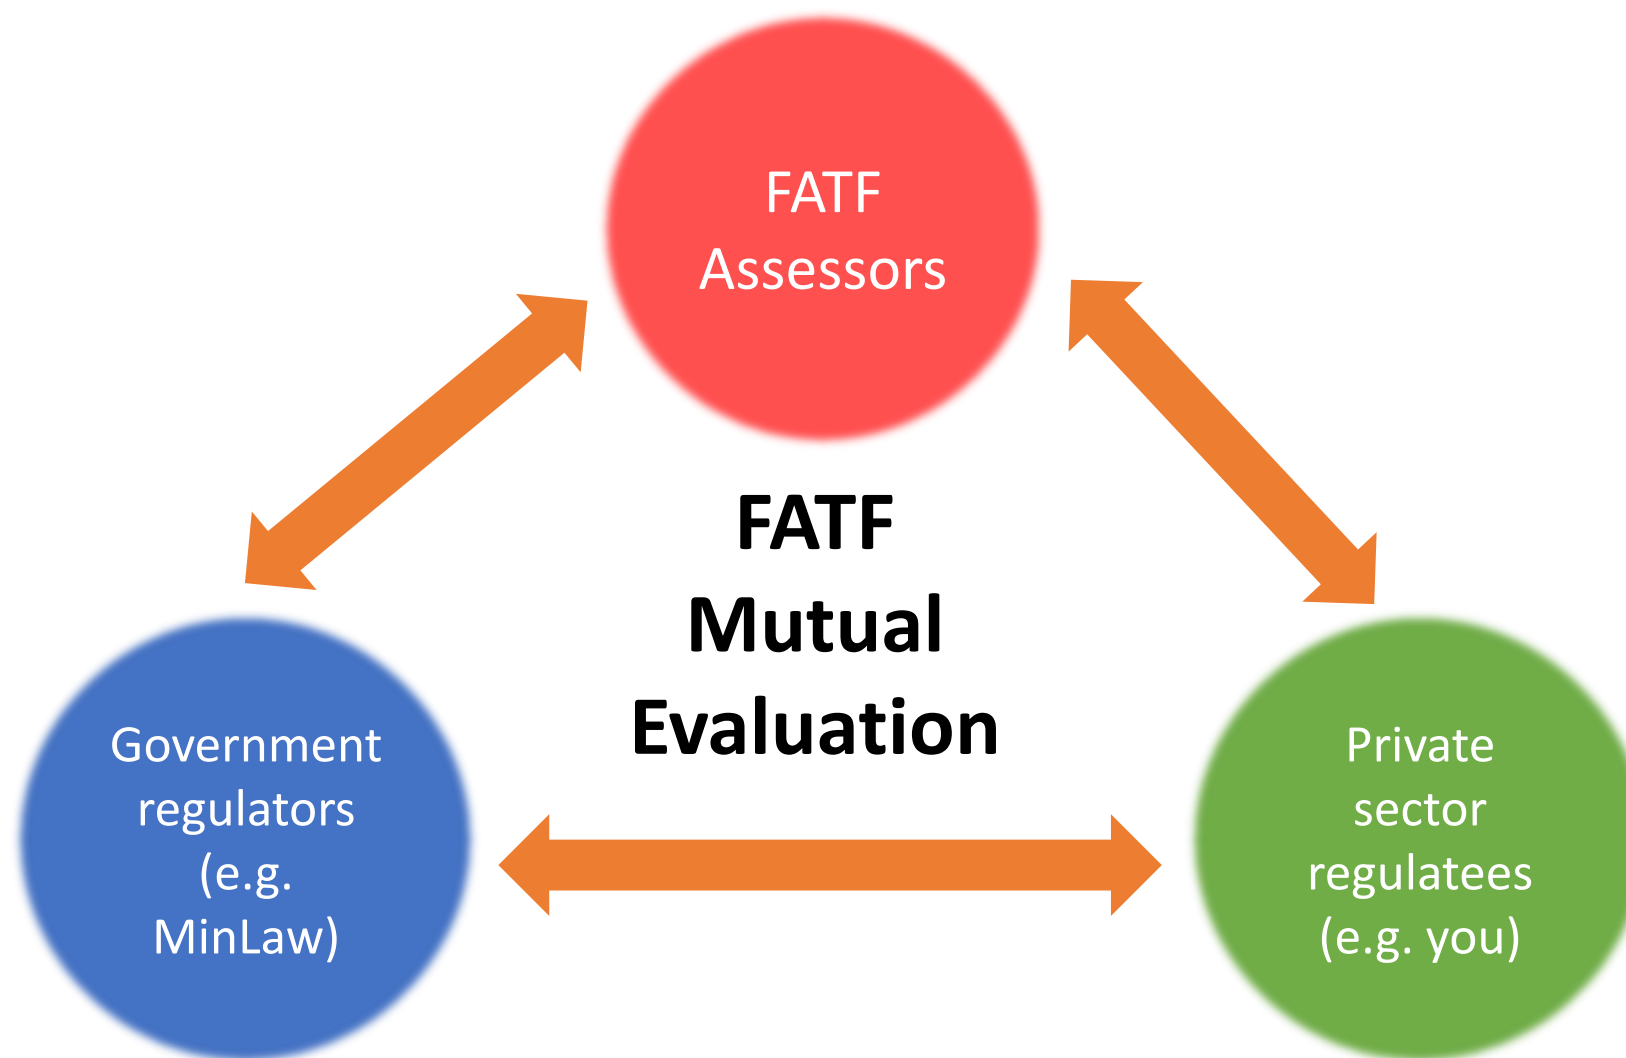 FATF
Assessors
FATF
Mutual
Evaluation
Government
regulators
(e.g.
MinLaw)
Private
sector
regulatees
(e.g. you)